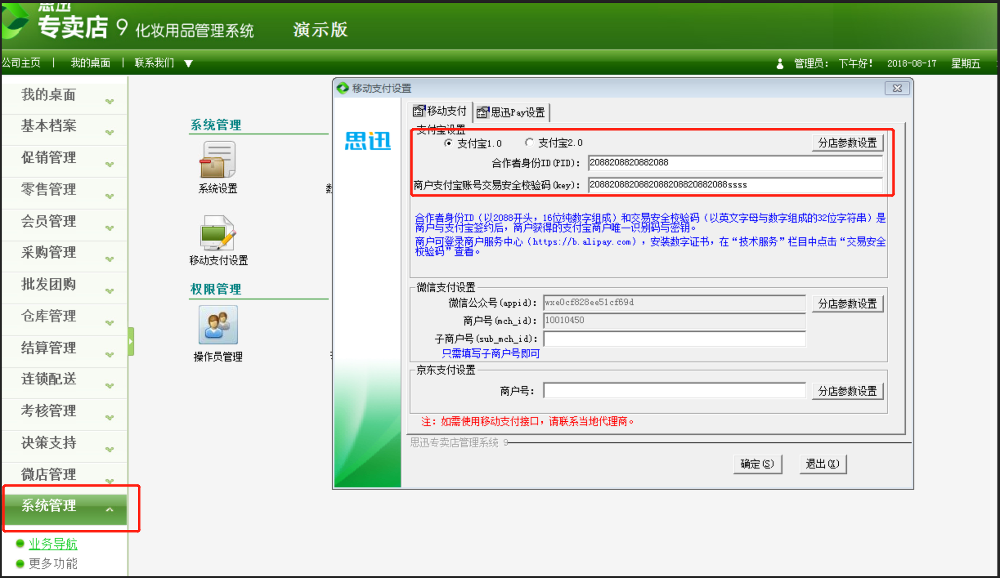 思迅
专卖店 9 化妆用品管理系统 演示版
公司主页 | 我的桌面 | 联系我们 ▼
管理员: 下午好! 2018-08-17 星期五
我的桌面
基本档案
促销管理
零售管理
会员管理
采购管理
批发团购
仓库管理
结算管理
连锁配送
考核管理
决策支持
微店管理
系统管理
业务导航
更多功能
系统管理
系统设置
数
移动支付设置
权限管理
操作员管理
移动支付设置
思迅
移动支付 思迅Pay设置
支付宝设置
支付宝1.0 支付宝2.0 分店参数设置
合作者身份ID(PID): 2088208820882088
商户支付宝账号交易安全校验码(key): 2088208820882088208820882088ssss
合作者身份ID（以2088开头，16位纯数字组成）和交易安全校验码（以英文字母与数字组成的32位字符串）是
商户与支付宝签约后，商户获得的支付宝商户唯一识别码与密钥。
商户可登录商户服务中心（https://b.alipay.com），安装数字证书，在“技术服务”栏目中点击“交易安全
校验码”查看。
微信支付设置
微信公众号(appid): wxe0cf828ee51cf69d 分店参数设置
商户号(mch_id): 10010450
子商户号(sub_mch_id):
只需填写子商户号即可
京东支付设置
商户号: 分店参数设置
注：如需使用移动支付接口，请联系当地代理商。
思迅专卖店管理系统 9
确定(S) 退出(X)